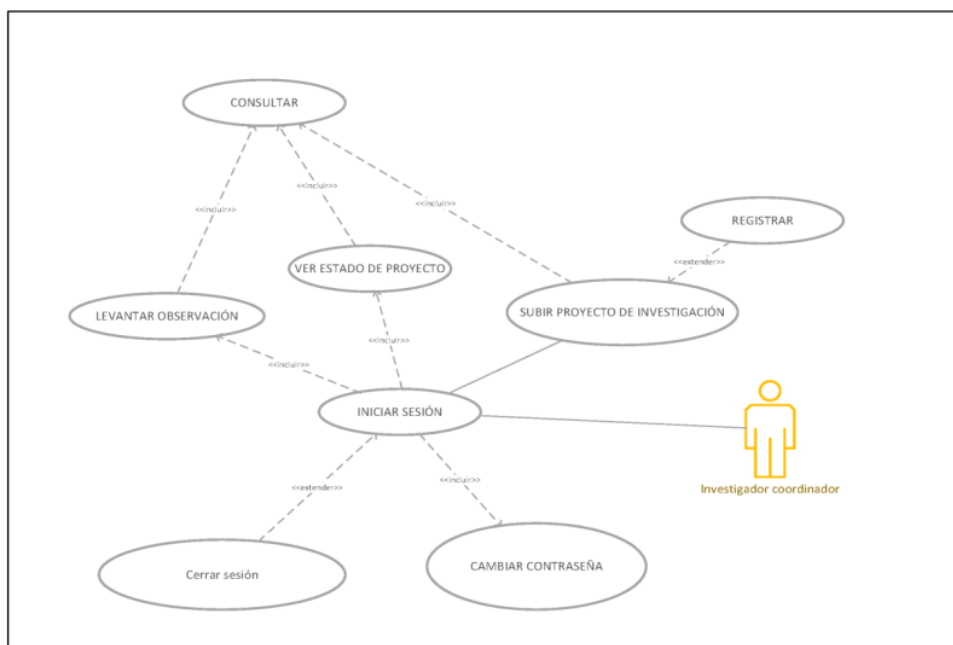 CONSULTAR
<<incluir>>
<<incluir>>
<<incluir>>
REGISTRAR
<<extender>>
VER ESTADO DE PROYECTO
LEVANTAR OBSERVACIÓN
SUBIR PROYECTO DE INVESTIGACIÓN
<<incluir>>
<<incluir>>
INICIAR SESIÓN
Investigador coordinador
<<extender>>
<<incluir>>
Cerrar sesión
CAMBIAR CONTRASEÑA